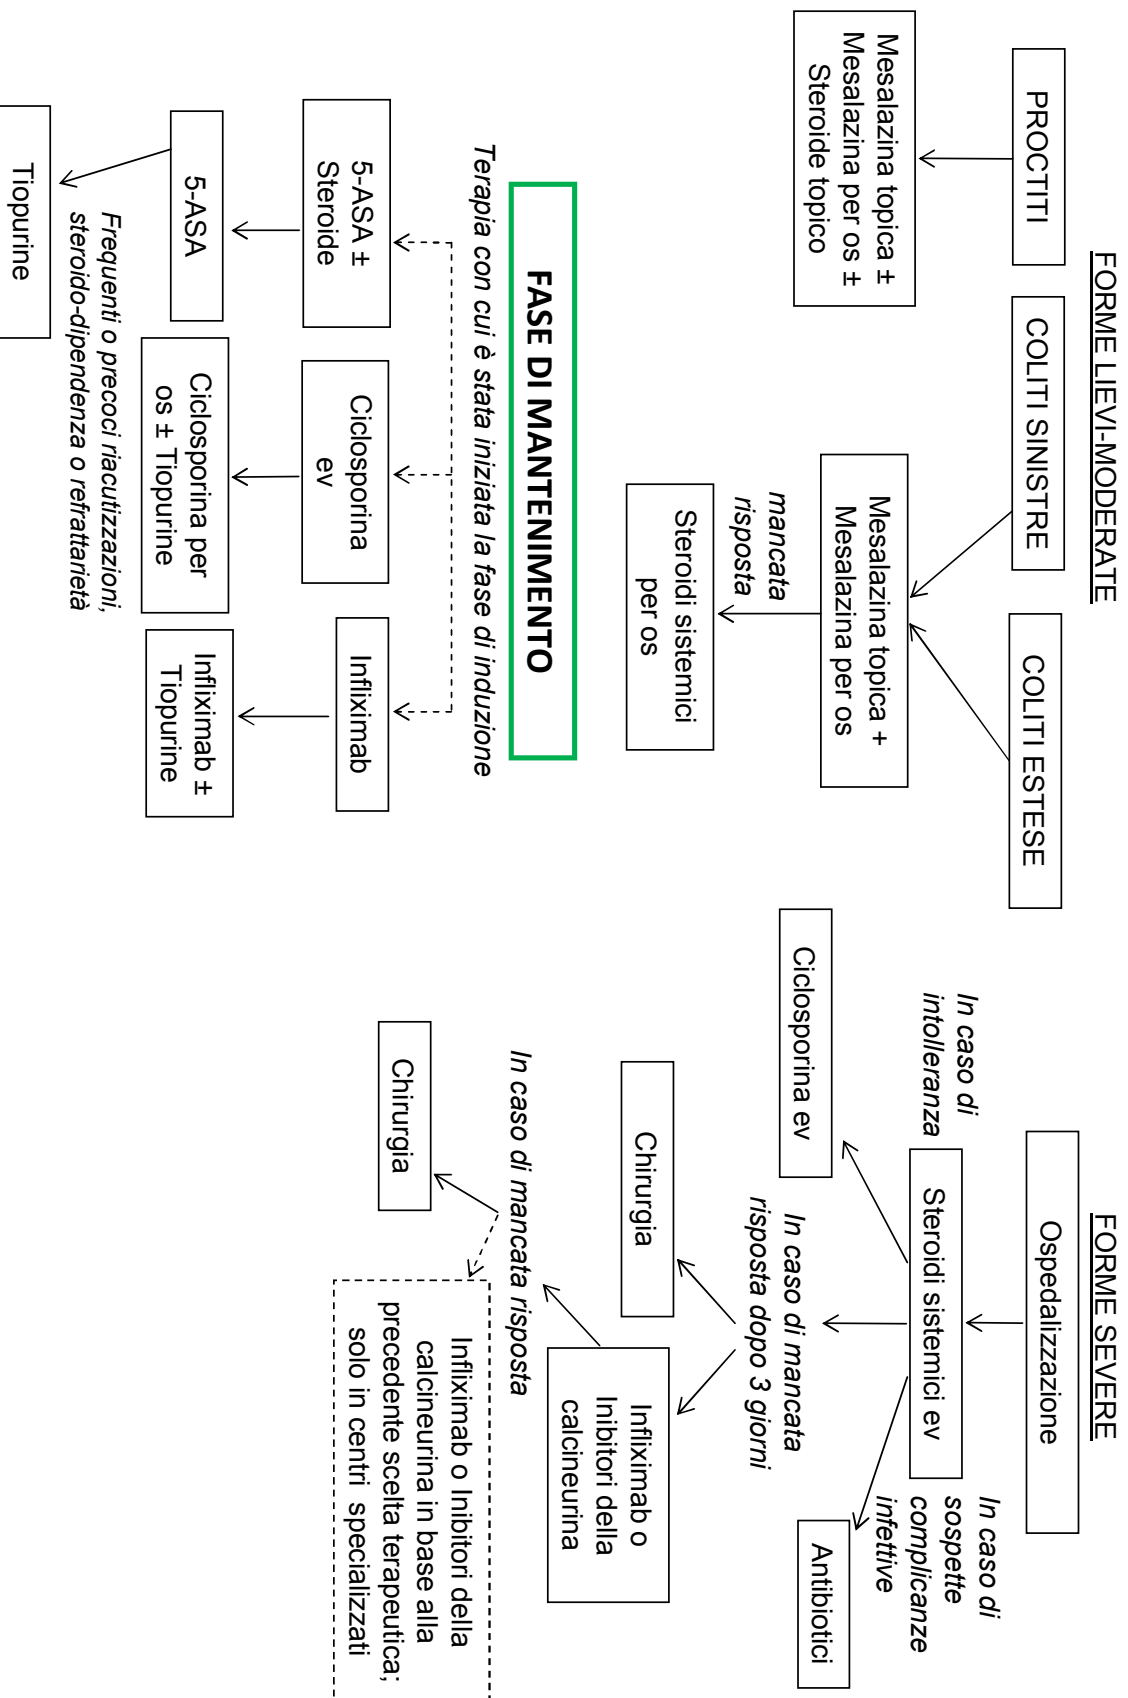 FORME LIEVI-MODERATE
PROCTITI
COLITI SINISTRE
COLITI ESTESE
Mesalazina topica ±
Mesalazina per os ±
Steroide topico
Mesalazina topica +
Mesalazina per os
mancata
risposta
Steroidi sistemici
per os
FORME SEVERE
Ospedalizzazione
In caso di
intolleranza
Steroidi sistemici ev
In caso di
sospette
complicanze
infettive
Ciclosporina ev
In caso di mancata
risposta dopo 3 giorni
Antibiotici
Chirurgia
Infliximab o
Inibitori della
calcineurina
In caso di mancata risposta
Chirurgia
Infliximab o Inibitori della
calcineurina in base alla
precedente scelta terapeutica;
solo in centri specializzati
FASE DI MANTENIMENTO
Terapia con cui è stata iniziata la fase di induzione
5-ASA ±
Steroide
Ciclosporina
ev
Infliximab
5-ASA
Ciclosporina per
os ± Tiopurine
Infliximab ±
Tiopurine
Frequenti o precoci riacutizzazioni,
steroido-dipendenza o refrattarietà
Tiopurine